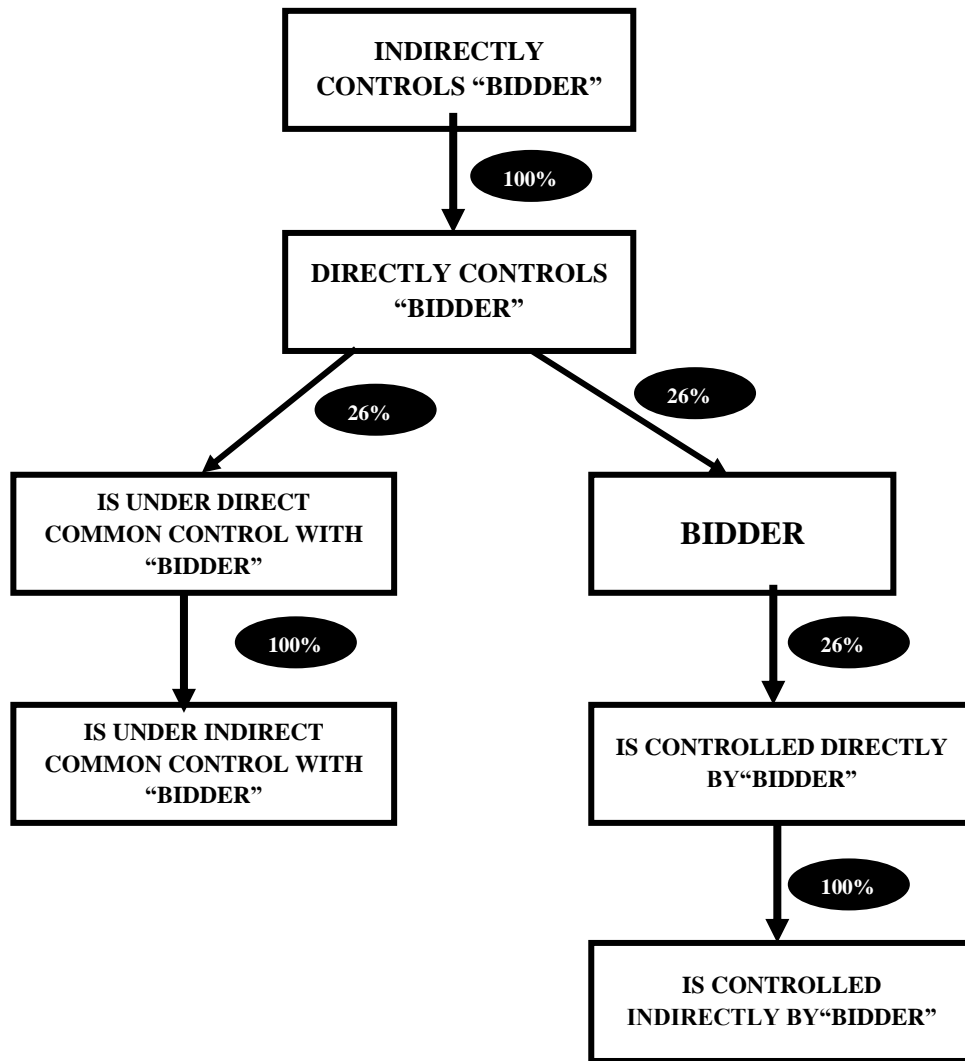 INDIRECTLY
CONTROLS “BIDDER”
100%
DIRECTLY CONTROLS
“BIDDER”
26%
26%
IS UNDER DIRECT
COMMON CONTROL WITH
“BIDDER”
BIDDER
100%
26%
IS UNDER INDIRECT
COMMON CONTROL WITH
“BIDDER”
IS CONTROLLED DIRECTLY
BY“BIDDER”
100%
IS CONTROLLED
INDIRECTLY BY“BIDDER”